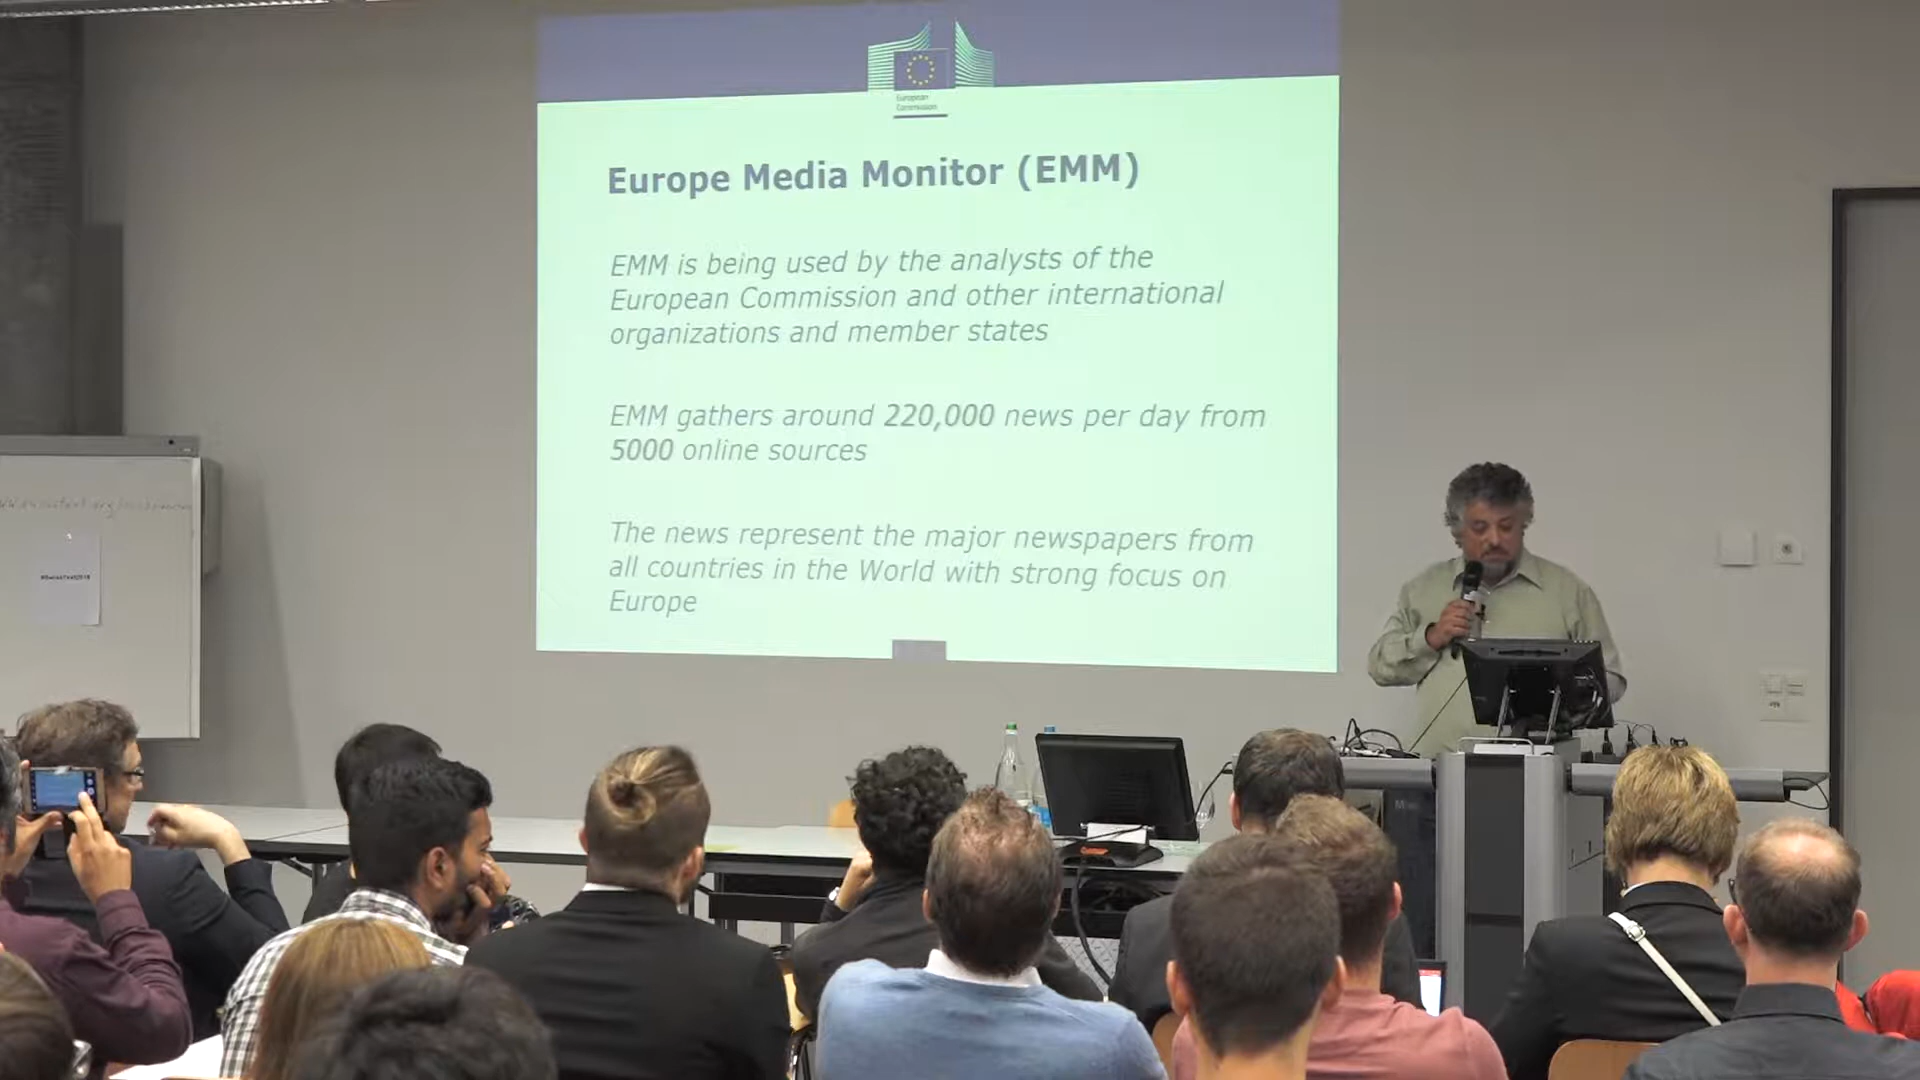 European
Commission
Europe Media Monitor (EMM)
EMM is being used by the analysts of the
European Commission and other international
organizations and member states
EMM gathers around 220,000 news per day from
5000 online sources
The news represent the major newspapers from
all countries in the World with strong focus on
Europe